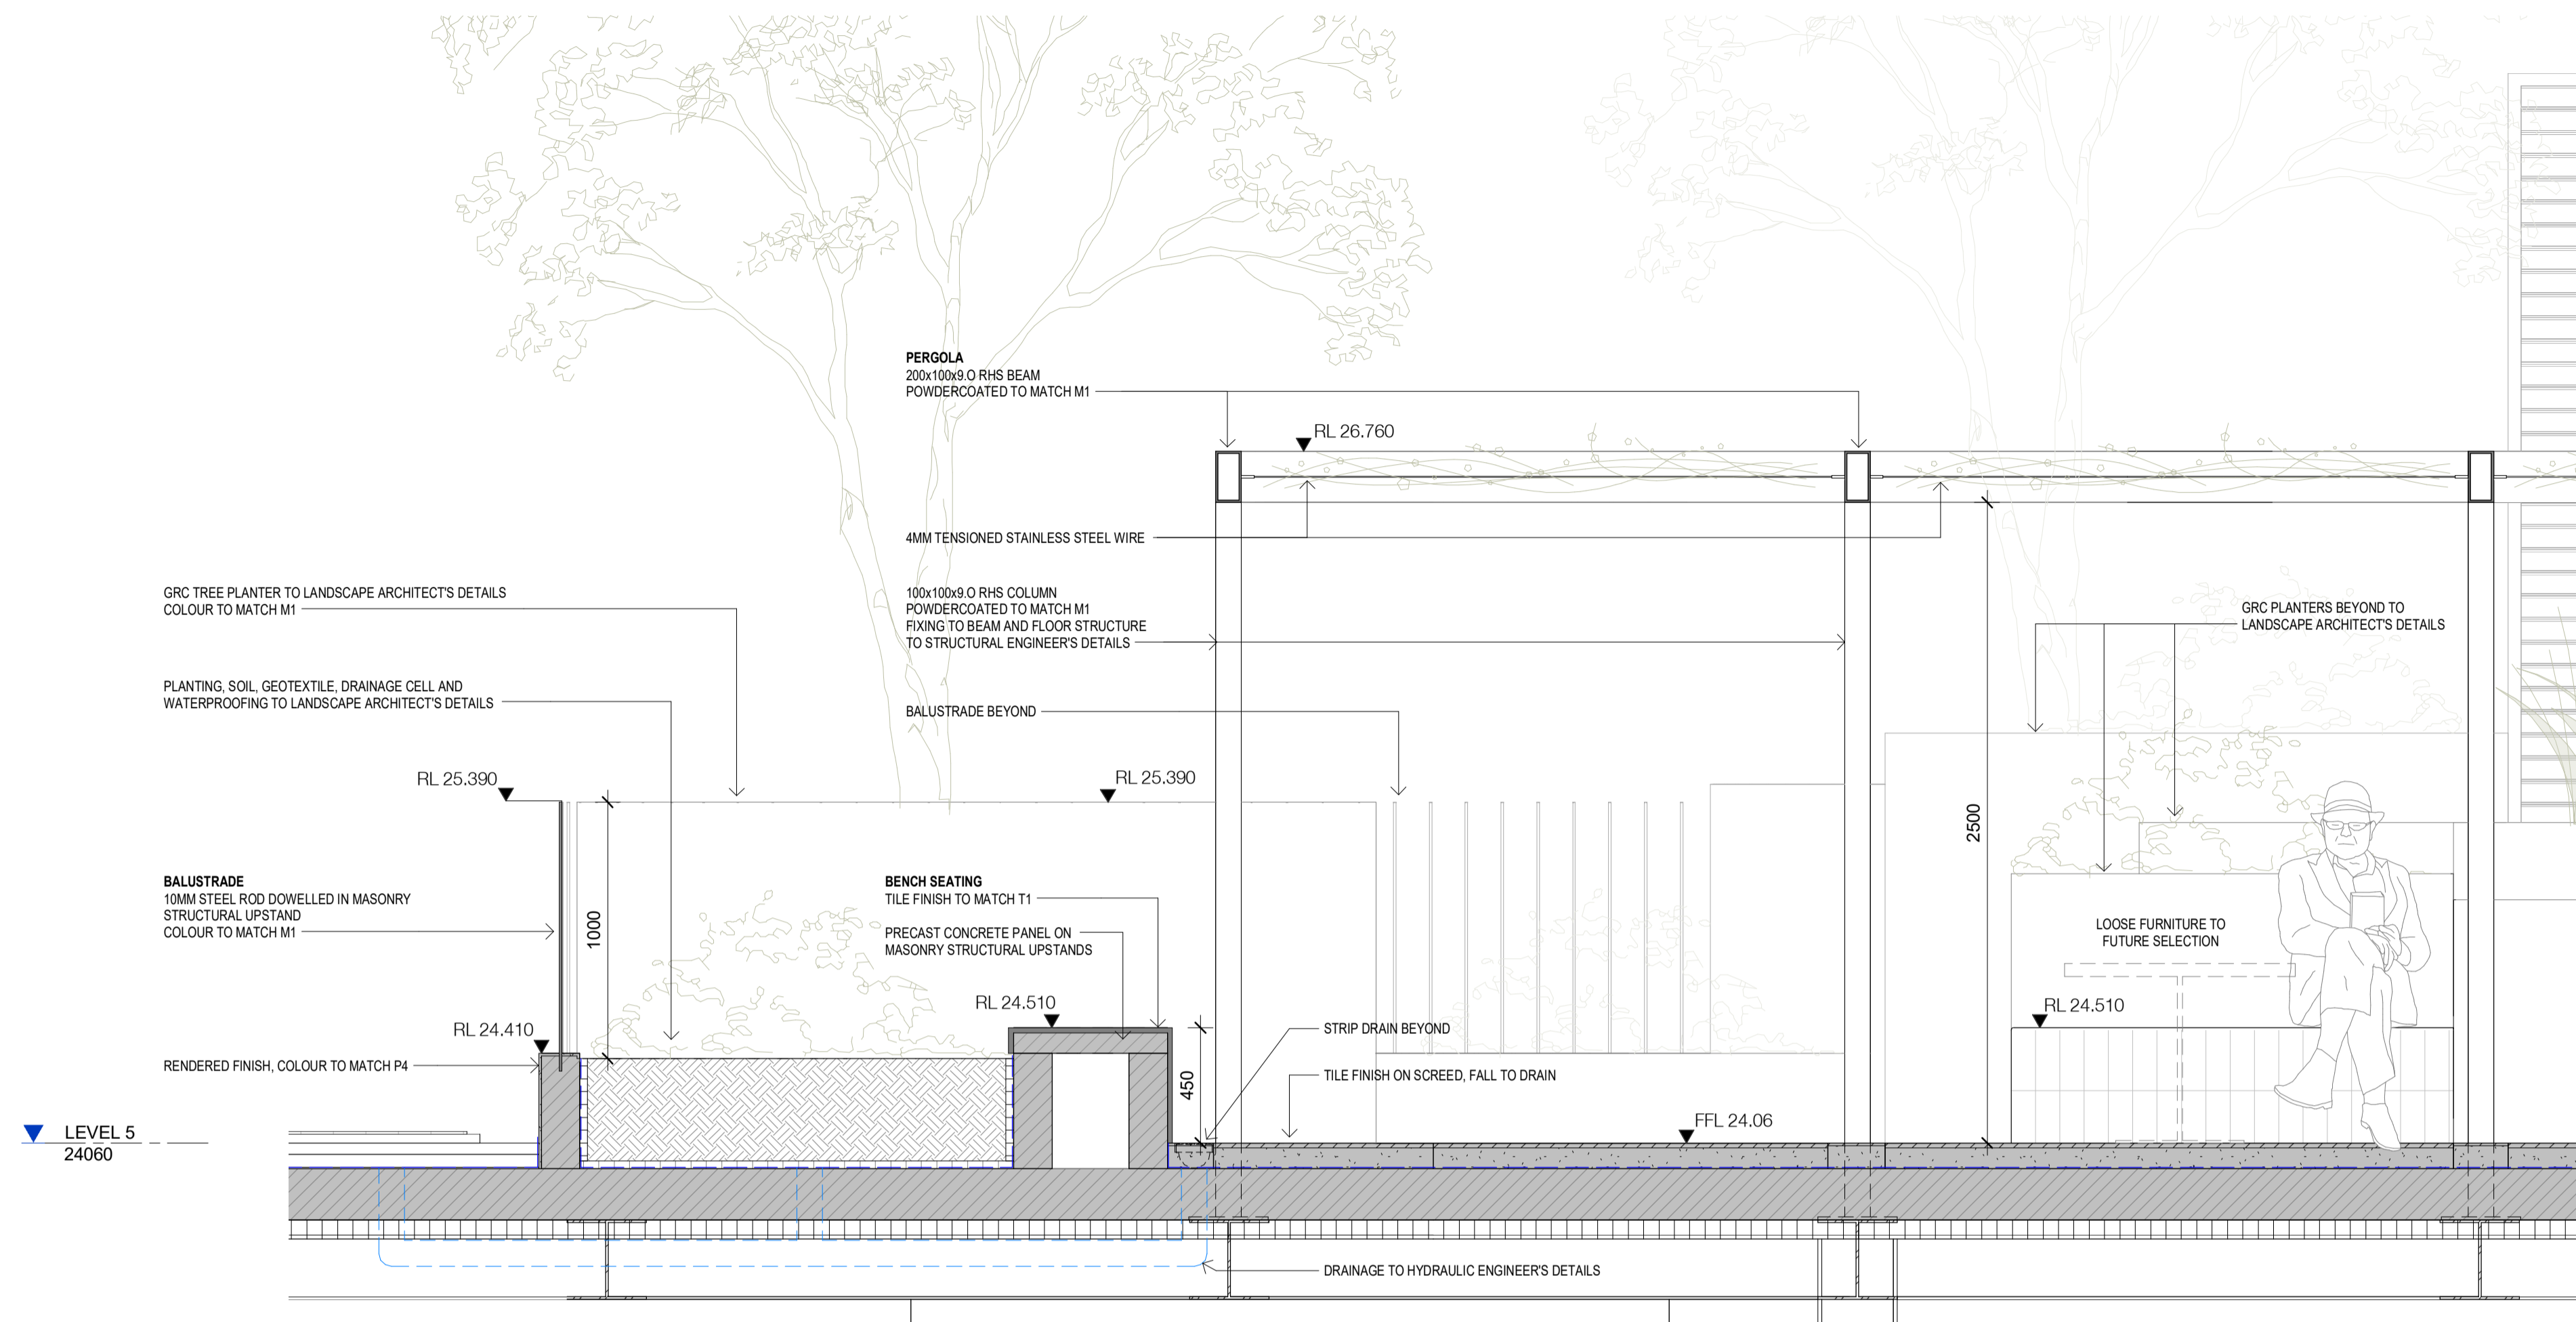 PERGOLA
200x100x9.O RHS BEAM
POWDERCOATED TO MATCH M1
RL 26.760
4MM TENSIONED STAINLESS STEEL WIRE
GRC TREE PLANTER TO LANDSCAPE ARCHITECT'S DETAILS
COLOUR TO MATCH M1
100x100x9.O RHS COLUMN
POWDERCOATED TO MATCH M1
FIXING TO BEAM AND FLOOR STRUCTURE
TO STRUCTURAL ENGINEER'S DETAILS
GRC PLANTERS BEYOND TO
LANDSCAPE ARCHITECT'S DETAILS
PLANTING, SOIL, GEOTEXTILE, DRAINAGE CELL AND
WATERPROOFING TO LANDSCAPE ARCHITECT'S DETAILS
BALUSTRADE BEYOND
RL 25.390
RL 25.390
2500
BALUSTRADE
10MM STEEL ROD DOWELLED IN MASONRY
STRUCTURAL UPSTAND
COLOUR TO MATCH M1
1000
BENCH SEATING
TILE FINISH TO MATCH T1
PRECAST CONCRETE PANEL ON
MASONRY STRUCTURAL UPSTANDS
LOOSE FURNITURE TO
FUTURE SELECTION
RL 24.510
RL 24.510
RL 24.410
STRIP DRAIN BEYOND
RENDERED FINISH, COLOUR TO MATCH P4
450
TILE FINISH ON SCREED, FALL TO DRAIN
FFL 24.06
LEVEL 5
24060
DRAINAGE TO HYDRAULIC ENGINEER'S DETAILS